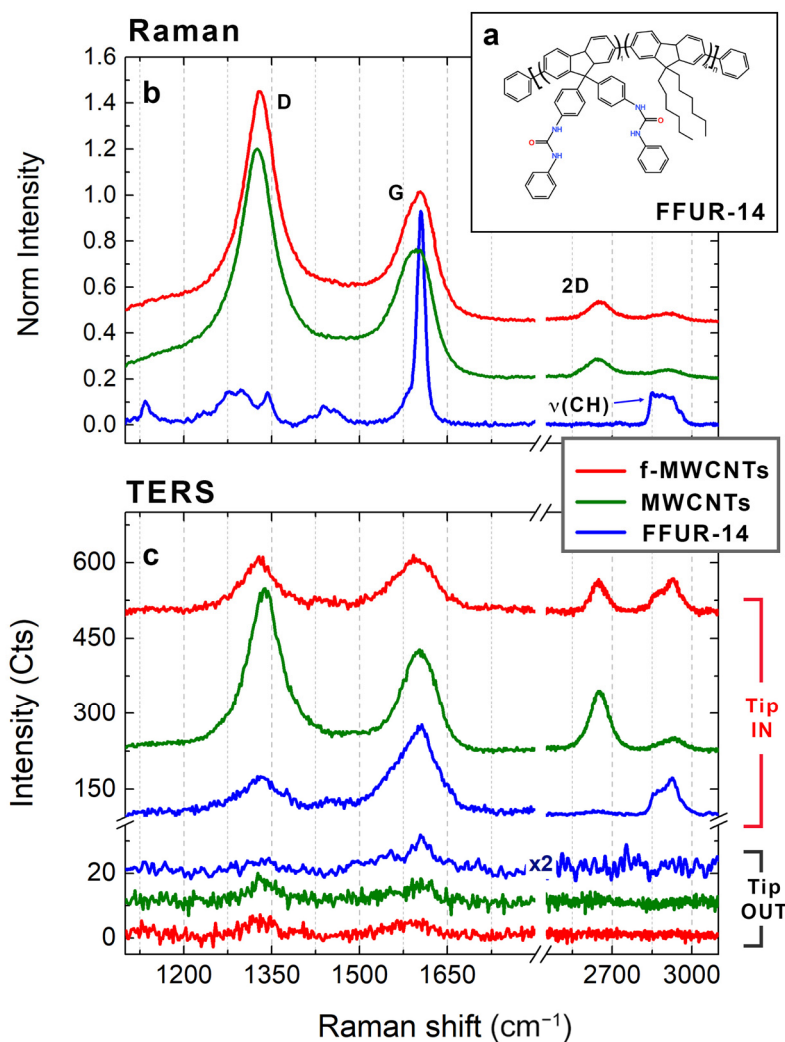 Raman
a
FFUR-14
b
D
G
2D
ν(CH)
Norm Intensity
1.6
1.4
1.2
1.0
0.8
0.6
0.4
0.2
0.0
f-MWCNTs
MWCNTs
FFUR-14
TERS
c
Intensity (Cts)
600
450
300
150
20
0
x2
Tip
IN
Tip
OUT
1200 1350 1500 1650 2700 3000
Raman shift (cm⁻¹)